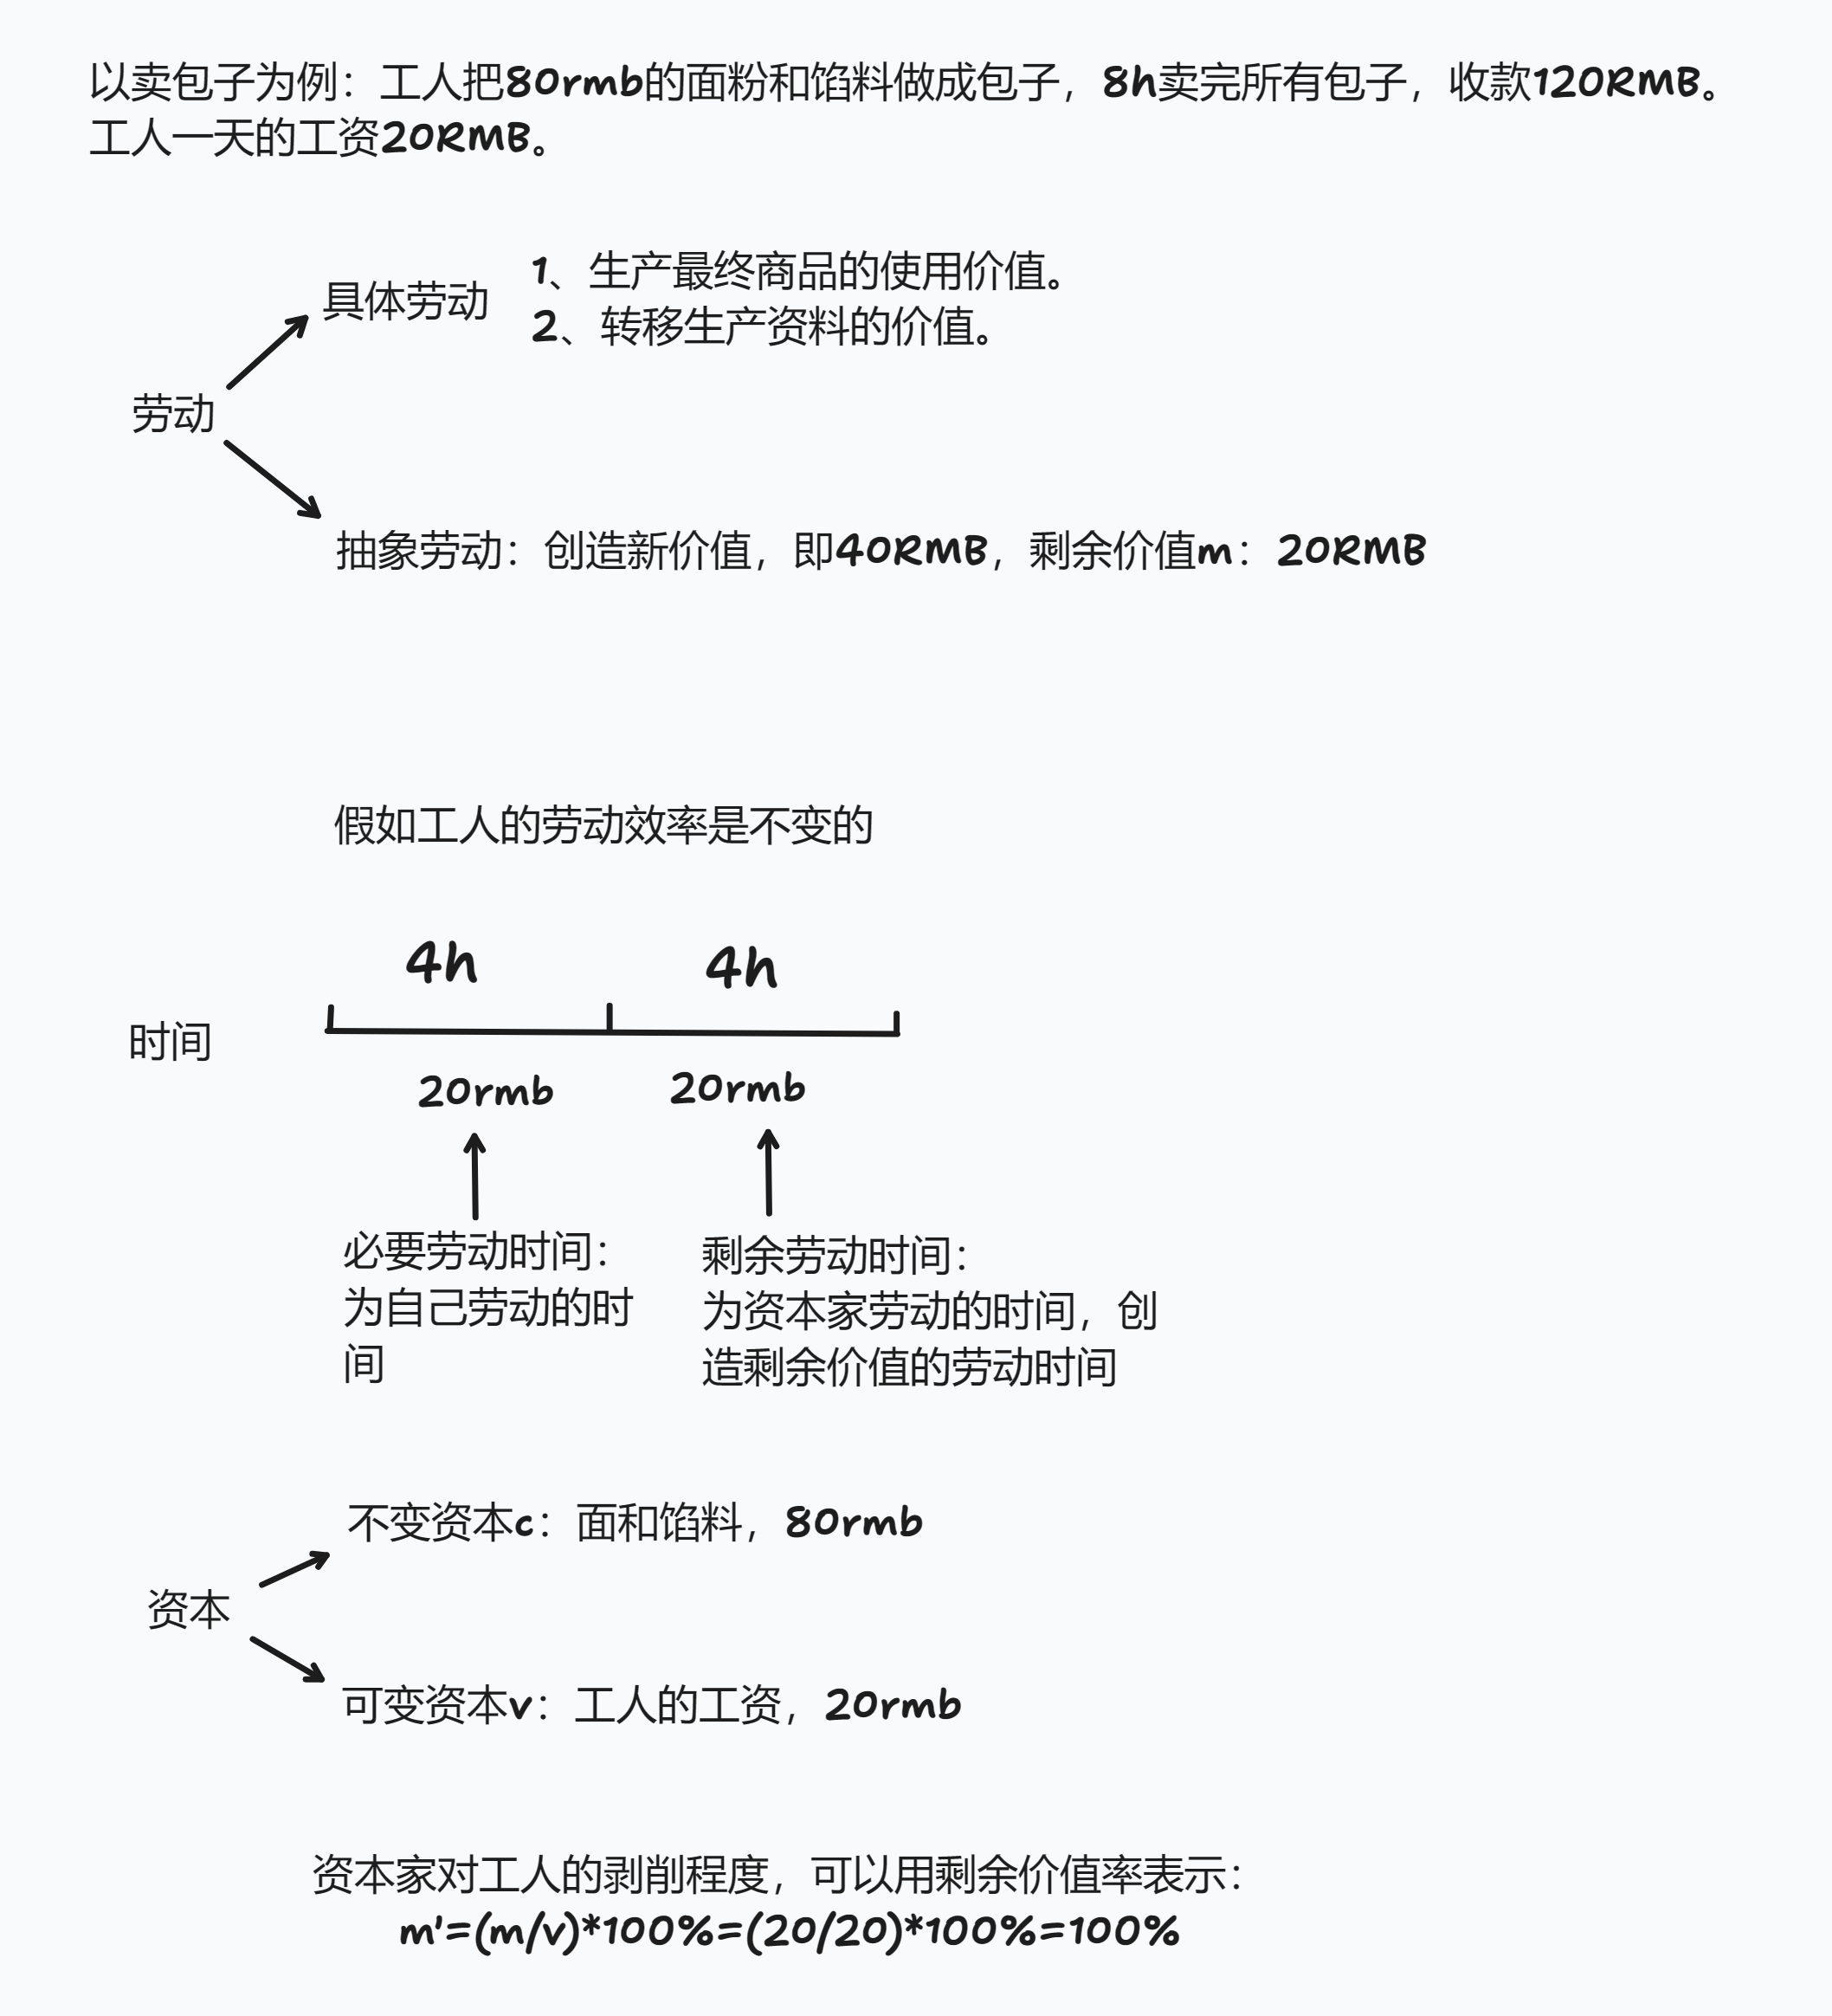 以卖包子为例：工人把80rmb的面粉和馅料做成包子，8h卖完所有包子，收款120RMB。
工人一天的工资20RMB。
具体劳动
1、生产最终商品的使用价值。
2、转移生产资料的价值。
劳动
抽象劳动：创造新价值，即40RMB，剩余价值m：20RMB
假如工人的劳动效率是不变的
4h
4h
时间
20rmb
20rmb
必要劳动时间：
为自己劳动的时
间
剩余劳动时间：
为资本家劳动的时间，创
造剩余价值的劳动时间
不变资本c：面和馅料，80rmb
资本
可变资本v：工人的工资，20rmb
资本家对工人的剥削程度，可以用剩余价值率表示：
m'=(m/v)*100%=(20/20)*100%=100%